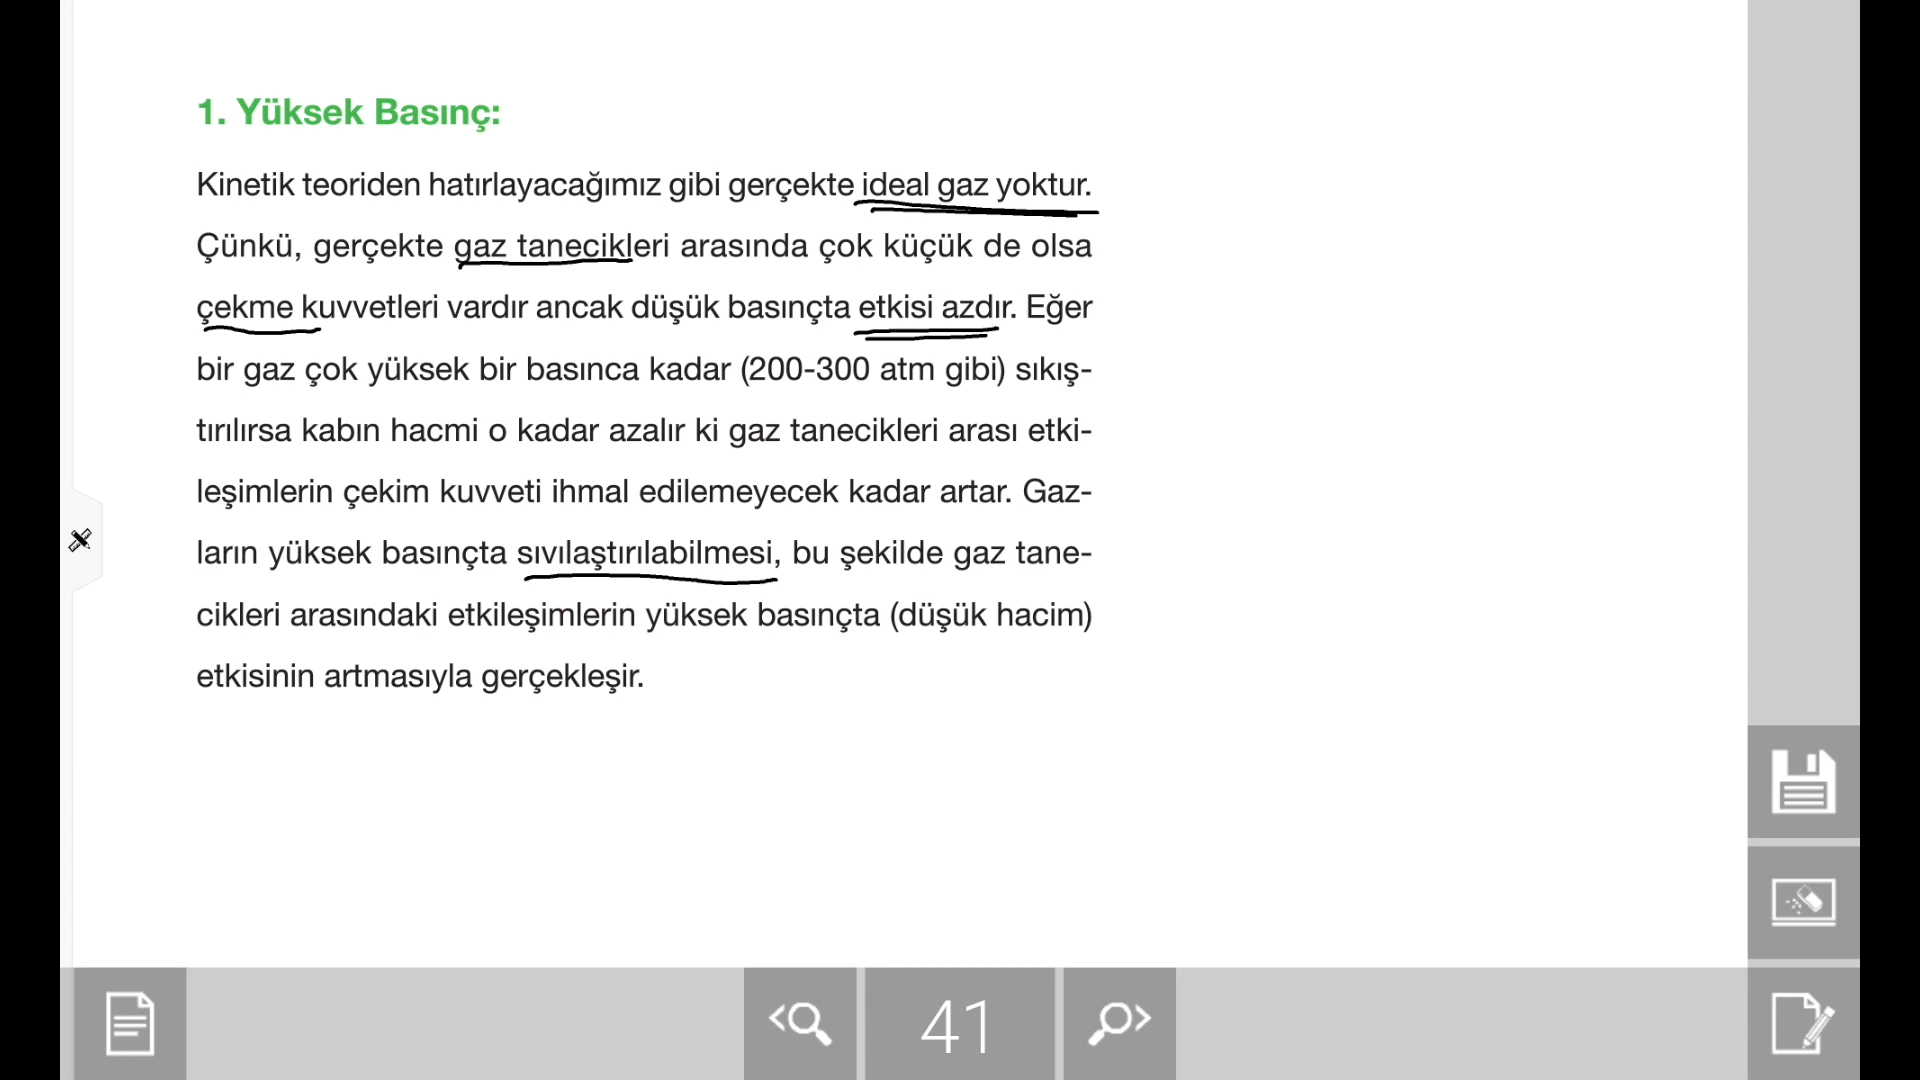 1. Yüksek Basınç:
Kinetik teoriden hatırlayacağımız gibi gerçekte ideal gaz yoktur.
Çünkü, gerçekte gaz tanecikleri arasında çok küçük de olsa
çekme kuvvetleri vardır ancak düşük basınçta etkisi azdır. Eğer
bir gaz çok yüksek bir basınca kadar (200-300 atm gibi) sıkış-
tırılırsa kabın hacmi o kadar azalır ki gaz tanecikleri arası etki-
leşimlerin çekim kuvveti ihmal edilemeyecek kadar artar. Gaz-
ların yüksek basınçta sıvılaştırılabilmesi, bu şekilde gaz tane-
cikleri arasındaki etkileşimlerin yüksek basınçta (düşük hacim)
etkisinin artmasıyla gerçekleşir.
41